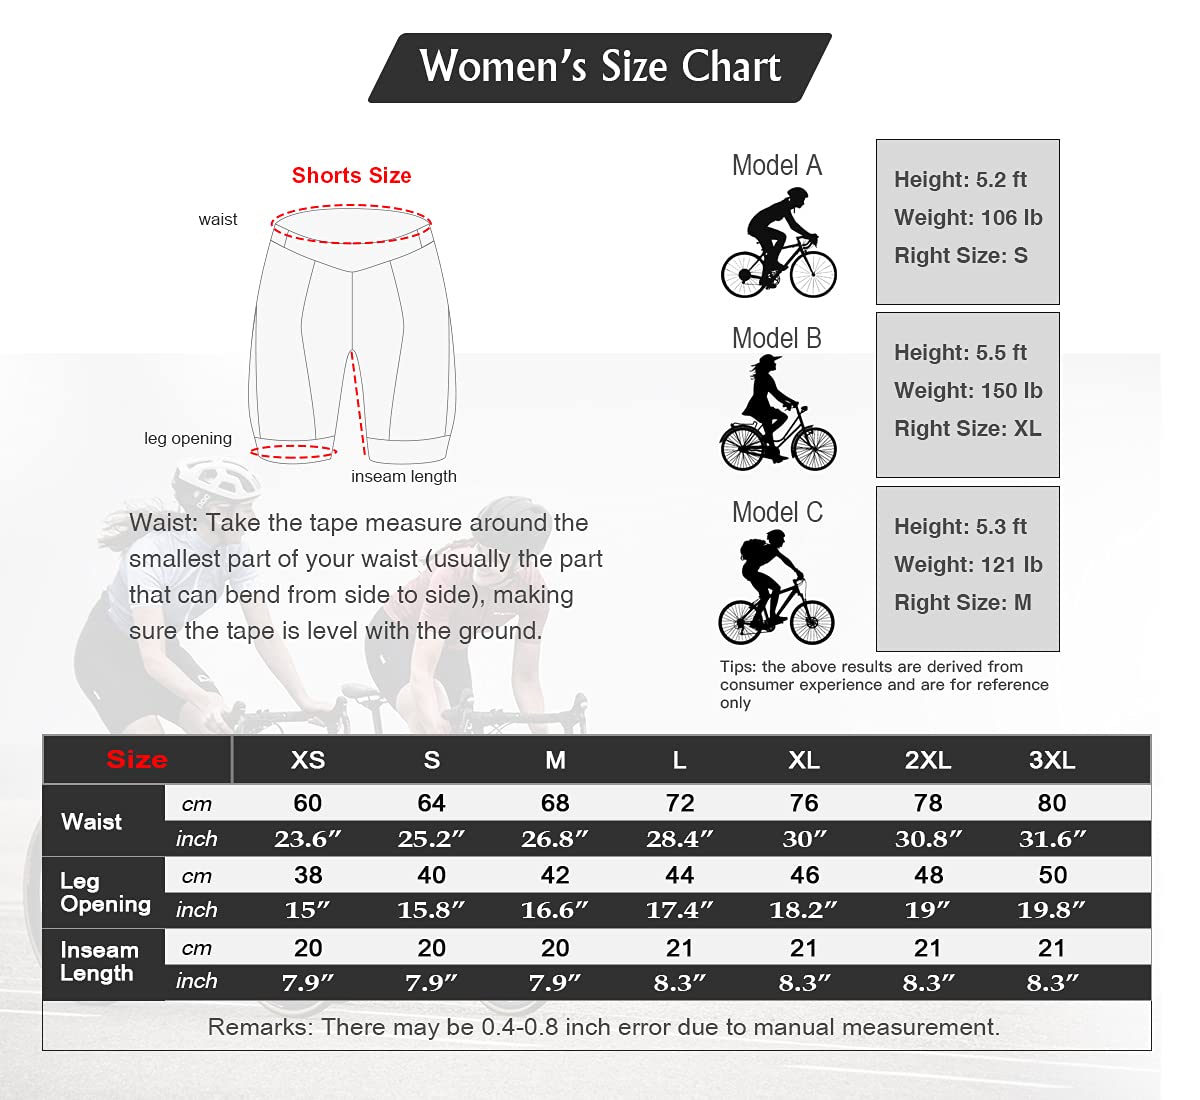 Women's Size Chart
Shorts Size
waist
leg opening
inseam length
Waist: Take the tape measure around the
smallest part of your waist (usually the part
that can bend from side to side), making
sure the tape is level with the ground.
Model A
Height: 5.2 ft
Weight: 106 lb
Right Size: S
Model B
Height: 5.5 ft
Weight: 150 lb
Right Size: XL
Model C
Height: 5.3 ft
Weight: 121 lb
Right Size: M
Tips: the above results are derived from
consumer experience and are for reference
only
POC
Size XS S M L XL 2XL 3XL
Waist
cm 60 64 68 72 76 78 80
inch 23.6" 25.2" 26.8" 28.4" 30" 30.8" 31.6"
Leg
Opening
cm 38 40 42 44 46 48 50
inch 15" 15.8" 16.6" 17.4" 18.2" 19" 19.8"
Inseam
Length
cm 20 20 20 21 21 21 21
inch 7.9" 7.9" 7.9" 8.3" 8.3" 8.3" 8.3"
Remarks: There may be 0.4-0.8 inch error due to manual measurement.